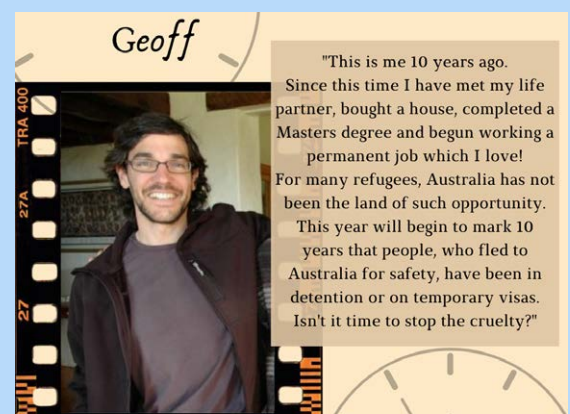 Geoff
"This is me 10 years ago.
Since this time I have met my life
partner, bought a house, completed a
Masters degree and begun working a
permanent job which I love!
For many refugees, Australia has not
been the land of such opportunity.
This year will begin to mark 10
years that people, who fled to
Australia for safety, have been in
detention or on temporary visas.
Isn't it time to stop the cruelty?"
TRA 400
27A
27